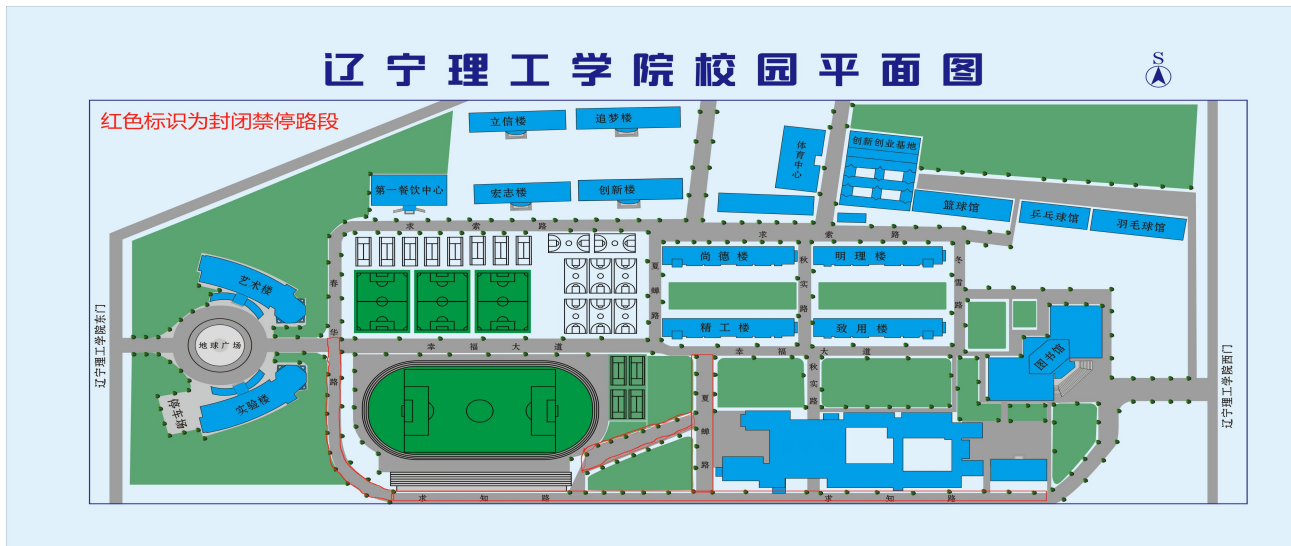 辽宁理工学院校园平面图
S
红色标识为封闭禁停路段
立信楼
追梦楼
体育中心
创新创业基地
第一餐饮中心
宏志楼
创新楼
篮球馆
乒乓球馆
羽毛球馆
求索路
求索路
尚德楼
明理楼
艺术楼
春华路
夏蝉路
秋实路
冬雪路
精工楼
致用楼
辽宁理工学院东门
地球广场
幸福大道
幸福大道
图书馆
辽宁理工学院西门
停车场
实验楼
夏蝉路
秋实路
求知路
求知路